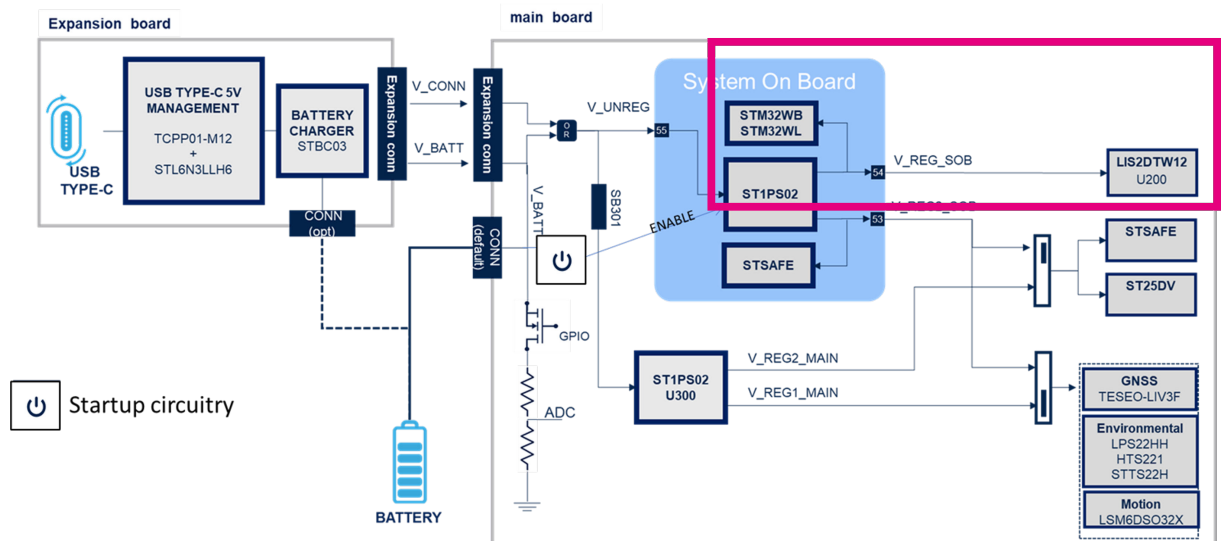 Expansion board
main board
USB TYPE-C 5V
MANAGEMENT
TCPP01-M12
+
STL6N3LLH6
BATTERY
CHARGER
STBC03
USB
TYPE-C
CONN
(opt)
Expansion conn
V_CONN
V_BATT
Expansion conn
CONN
(default)
V_BATT
OR
V_UNREG
55
SB301
ENABLE
System On Board
STM32WB
STM32WL
ST1PS02
STSAFE
54
V_REG_SOB
53
LIS2DTW12
U200
STSAFE
ST25DV
GPIO
ADC
ST1PS02
U300
V_REG2_MAIN
V_REG1_MAIN
GNSS
TESEO-LIV3F
Environmental
LPS22HH
HTS221
STTS22H
Motion
LSM6DSO32X
Startup circuitry
BATTERY